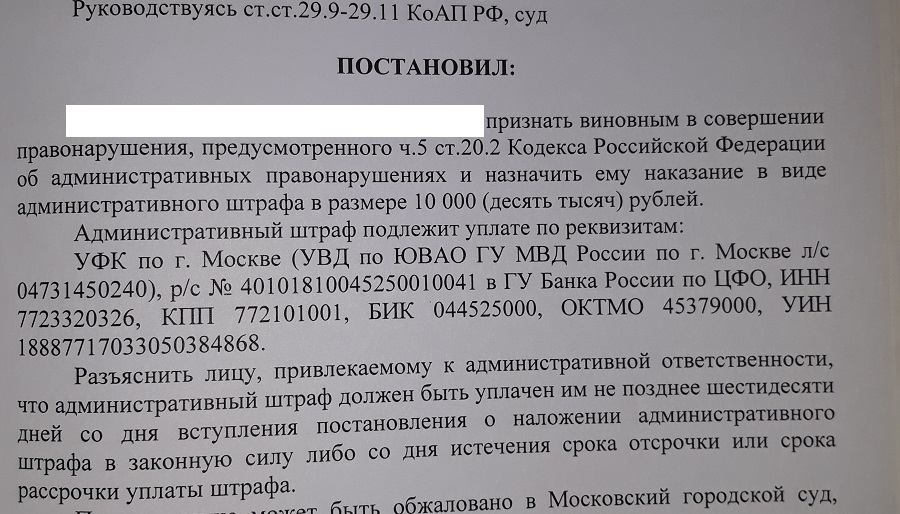 Руководствуясь ст.ст.29.9-29.11 КоАП РФ, суд
ПОСТАНОВИЛ:
признать виновным в совершении
правонарушения, предусмотренного ч.5 ст.20.2 Кодекса Российской Федерации
об административных правонарушениях и назначить ему наказание в виде
административного штрафа в размере 10 000 (десять тысяч) рублей.
Административный штраф подлежит уплате по реквизитам:
УФК по г. Москве (УВД по ЮВАО ГУ МВД России по г. Москве л/с
04731450240), р/с № 40101810045250010041 в ГУ Банка России по ЦФО, ИНН
7723320326, КПП 772101001, БИК 044525000, ОКТМО 45379000, УИН
18887717033050384868.
Разъяснить лицу, привлекаемому к административной ответственности,
что административный штраф должен быть уплачен им не позднее шестидесяти
дней со дня вступления постановления о наложении административного
штрафа в законную силу либо со дня истечения срока отсрочки или срока
рассрочки уплаты штрафа.
может быть обжаловано в Московский городской суд,